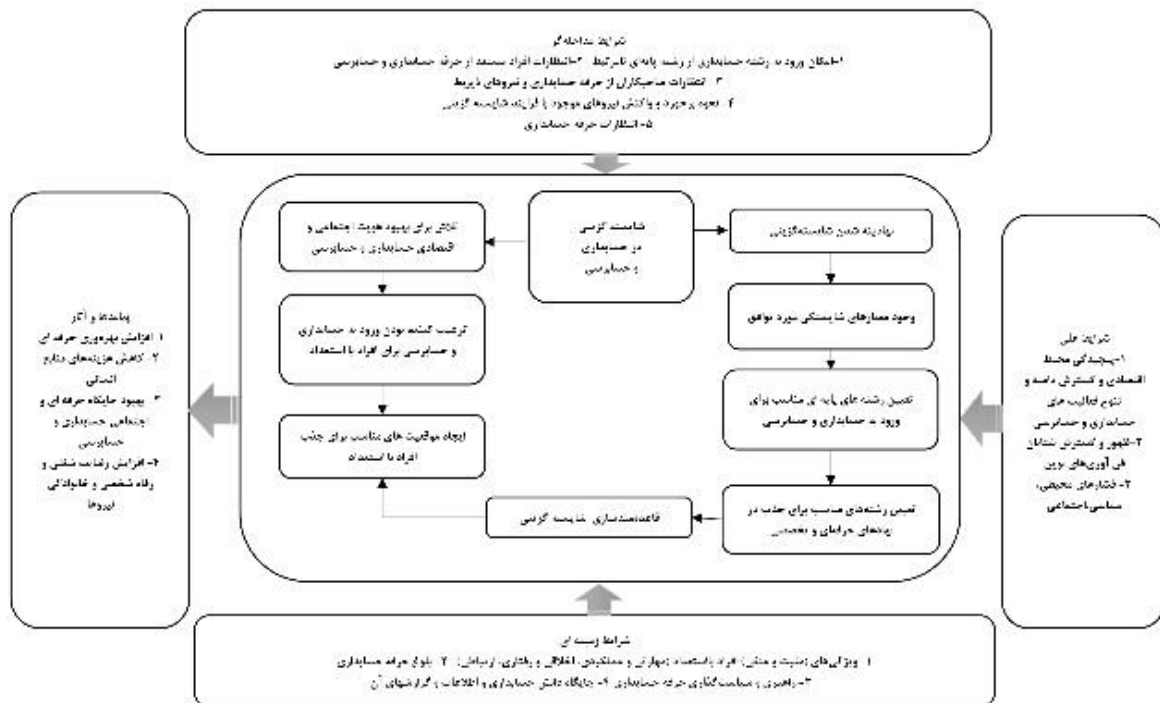 شرایط مداخله‌گر
۱-امکان ورود به رشته حسابداری از رشته پایه‌ای نامرتبط ۲-انتظارات افراد مستعد از حرفه حسابداری و حسابرسی
۳- انتظارات صاحبکاران از حرفه حسابداری و نیروهای ذیربط
۴- نحوه برخورد و واکنش نیروهای موجود با فرایند شایسته گزینی
۵- انتظارات حرفه حسابداری
شایسته گزینی
در حسابداری
و حسابرسی
نهادینه شدن شایسته‌گزینی
وجود معیارهای شایستگی مورد توافق
تعیین رشته های پایه ای مناسب برای
ورود به حسابداری و حسابرسی
تعیین رشته‌های مناسب برای جذب در
نهادهای حرفه‌ای و تخصصی
قاعده‌مندسازی شایسته گزینی
ایجاد موقعیت های مناسب برای جذب
افراد با استعداد
ترغیب کننده بودن ورود به حسابداری
و حسابرسی برای افراد با استعداد
تلاش برای بهبود هویت اجتماعی و
اقتصادی حسابداری و حسابرسی
شرایط علی
۱-پیچیدگی محیط
اقتصادی و گسترش دامنه و
تنوع فعالیت های
حسابداری و حسابرسی
۲-ظهور و گسترش شتابان
فن آوری‌های نوین
۳- فشارهای محیطی،
سیاسی،اجتماعی
پیامدها و آثار
۱- افزایش بهره‌وری حرفه ای
۲- کاهش هزینه‌های منابع
انسانی
۳- بهبود جایگاه حرفه ای و
اجتماعی حسابداری و
حسابرسی
۴- افزایش رضایت شغلی و
رفاه شخصی و خانوادگی
نیروها
شرایط زمینه ای
۱- ویژگی‌های (مثبت و منفی) افراد بااستعداد (مهارتی و عملکردی، اخلاقی و رفتاری، ارتباطی) ۲- بلوغ حرفه حسابداری
۳- راهبری و سیاست گذاری حرفه حسابداری ۴- جایگاه دانش حسابداری و اطلاعات و گزارشهای آن